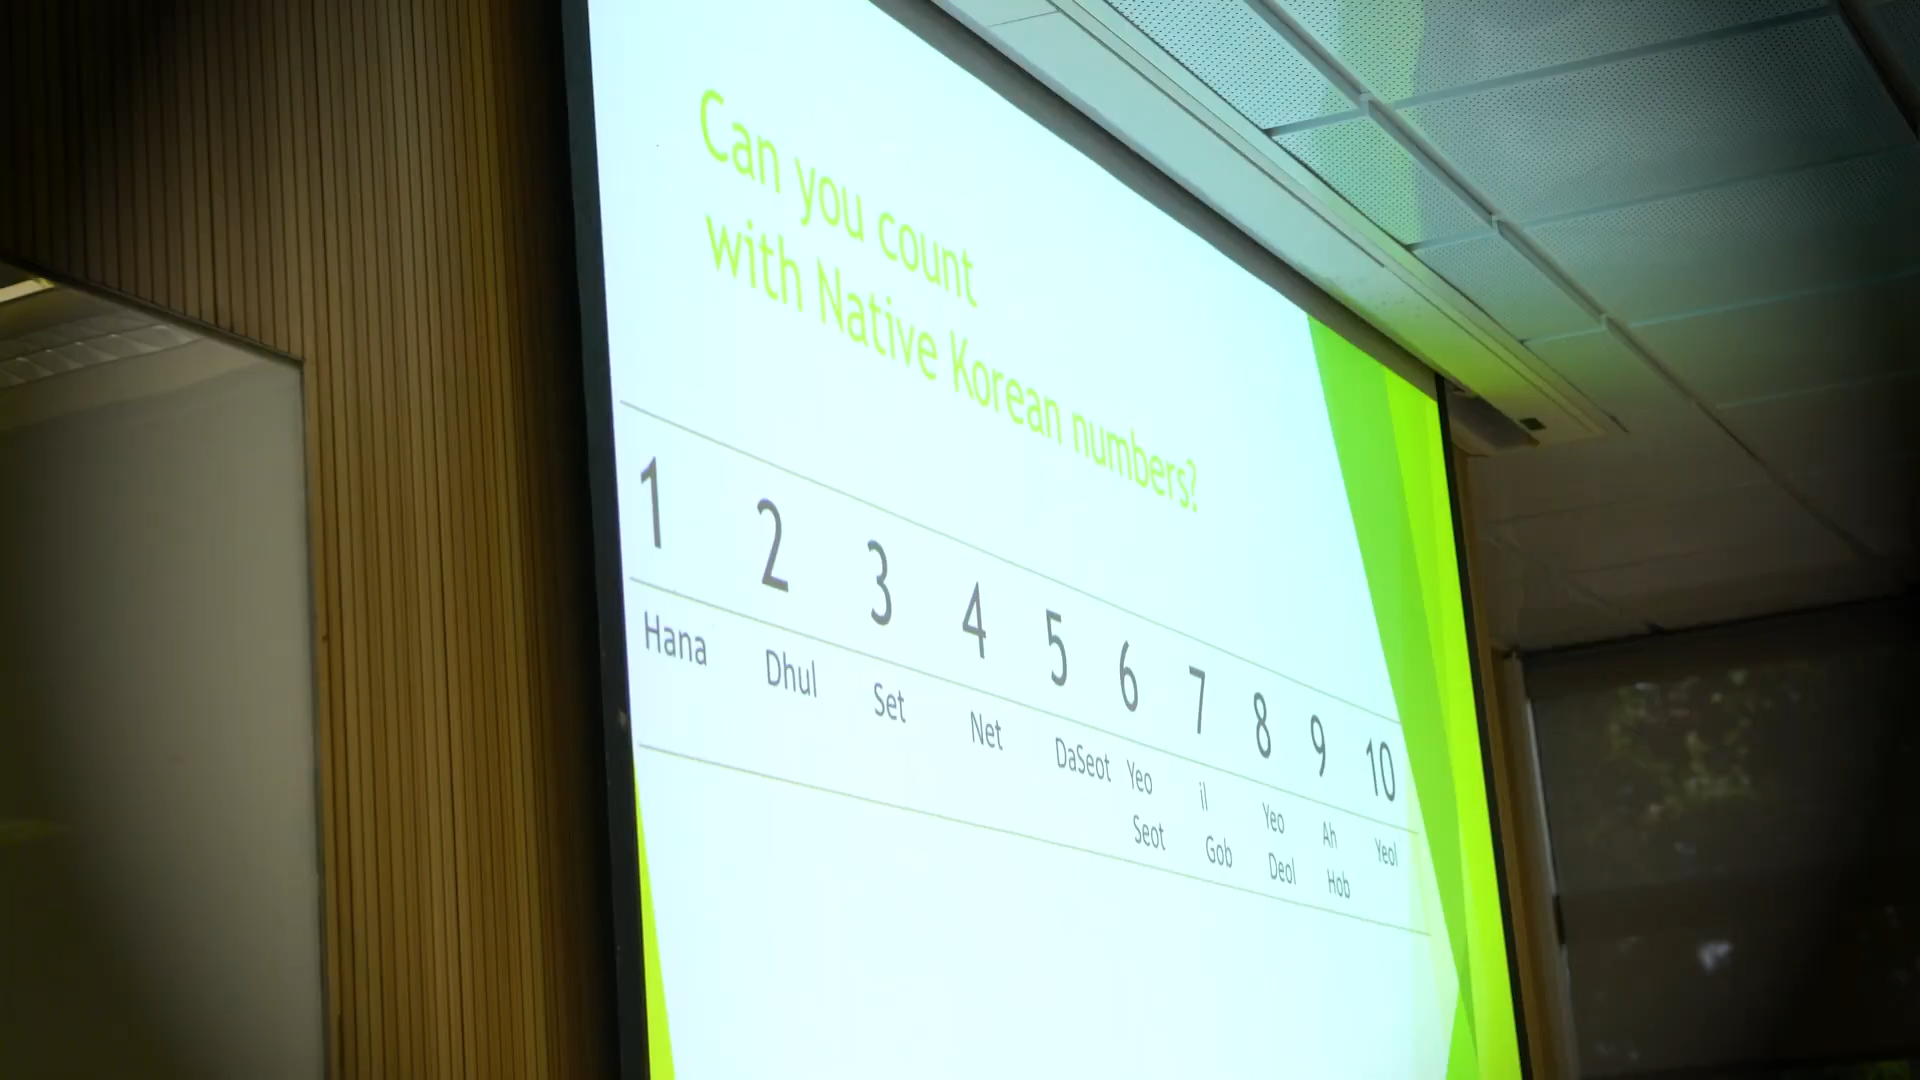 Can you count
with Native Korean numbers?
1 2 3 4 5 6 7 8 9 10
Hana Dhul Set Net DaSeot Yeo il Yeo Ah Yeol
Seot Gob Deol Hob